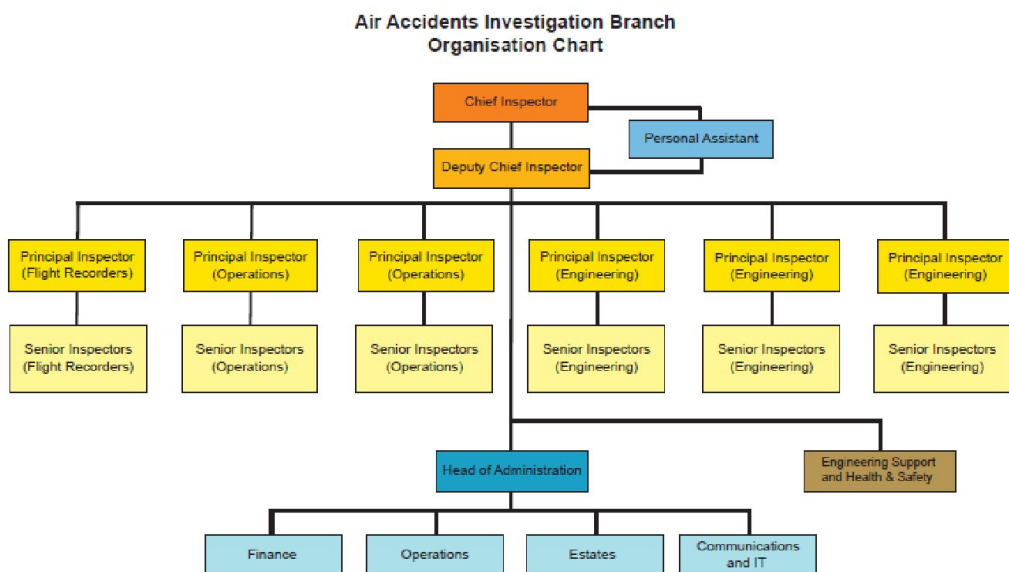 Air Accidents Investigation Branch
Organisation Chart
Chief Inspector
Personal Assistant
Deputy Chief Inspector
Principal Inspector
(Flight Recorders)
Principal Inspector
(Operations)
Principal Inspector
(Operations)
Principal Inspector
(Engineering)
Principal Inspector
(Engineering)
Principal Inspector
(Engineering)
Senior Inspectors
(Flight Recorders)
Senior Inspectors
(Operations)
Senior Inspectors
(Operations)
Senior Inspectors
(Engineering)
Senior Inspectors
(Engineering)
Senior Inspectors
(Engineering)
Head of Administration
Engineering Support
and Health & Safety
Finance
Operations
Estates
Communications
and IT